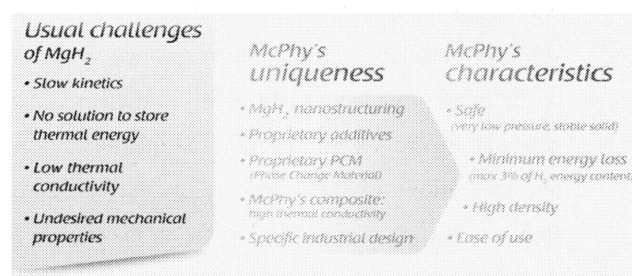 Usual challenges
of MgH₂
• Slow kinetics
• No solution to store
thermal energy
• Low thermal
conductivity
• Undesired mechanical
properties
McPhy's
uniqueness
• MgH₂ nanostructuring
• Proprietary additives
• Proprietary PCM
(Phase Change Material)
• McPhy's composite:
high thermal conductivity
• Specific industrial design
McPhy's
characteristics
• Safe
(very low pressure, stable solid)
• Minimum energy loss
(max 3% of H₂ energy content)
• High density
• Ease of use